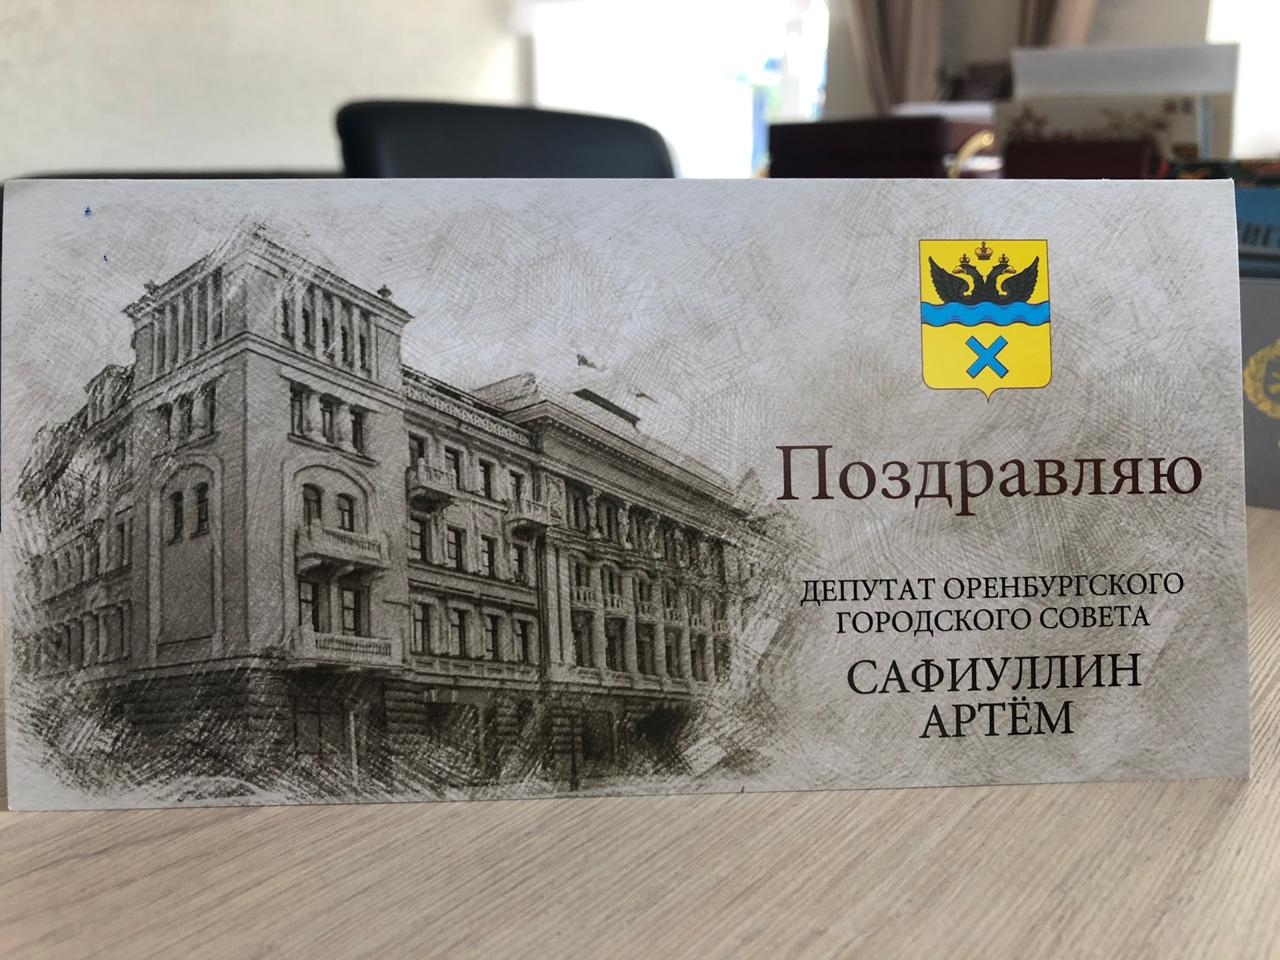 Поздравляю
ДЕПУТАТ ОРЕНБУРГСКОГО
ГОРОДСКОГО СОВЕТА
САФИУЛЛИН
АРТЁМ